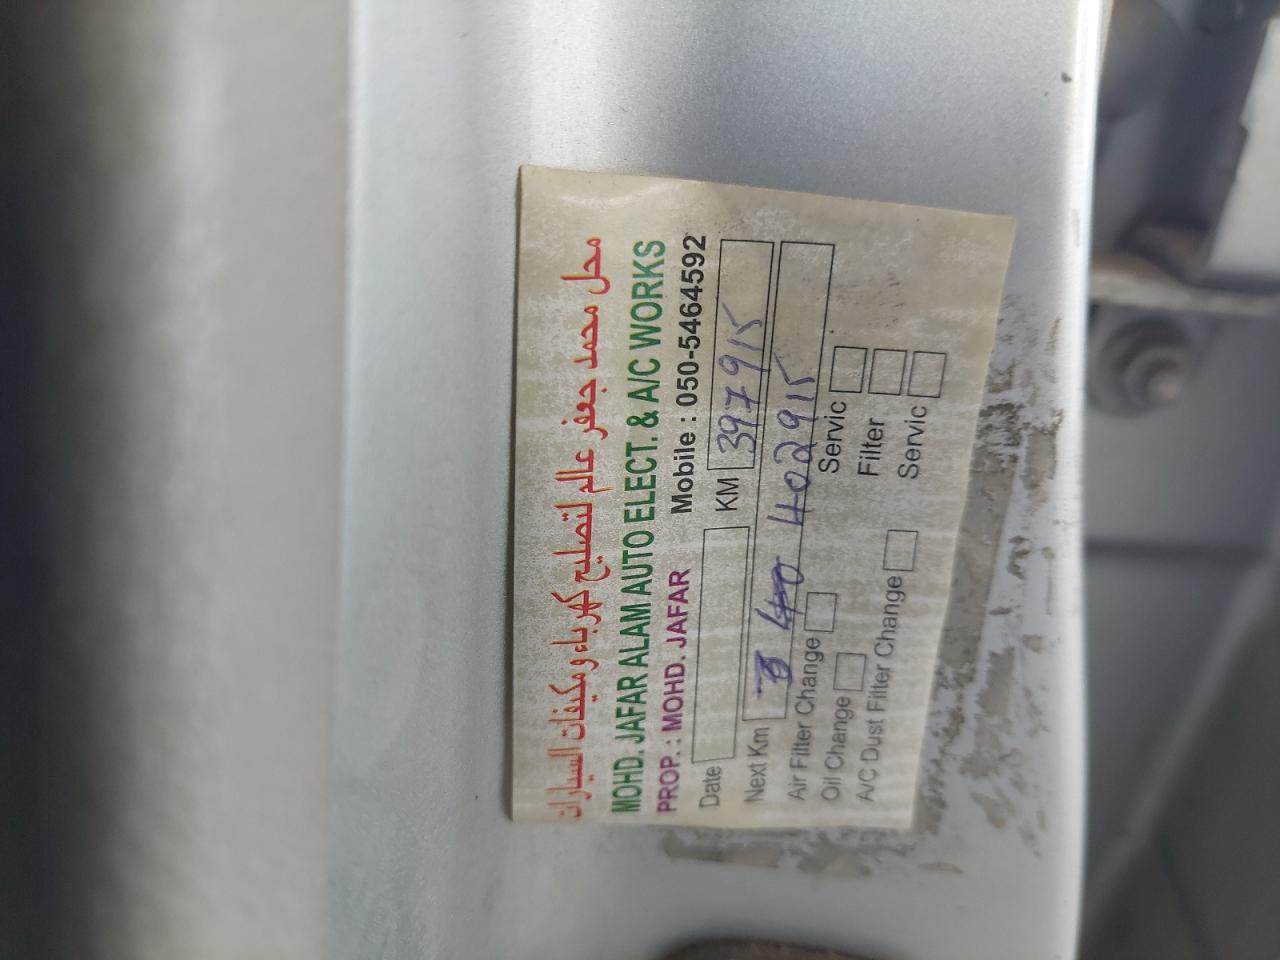 محل محمد جعفر عالم لتصليح كهرباء و مكيفات السيارات
MOHD. JAFAR ALAM AUTO ELECT. & A/C WORKS
PROP. : MOHD. JAFAR Mobile : 050-5464592
Date KM 397915
Next Km 402915
Air Filter Change Servic
Oil Change Filter
A/C Dust Filter Change Servic